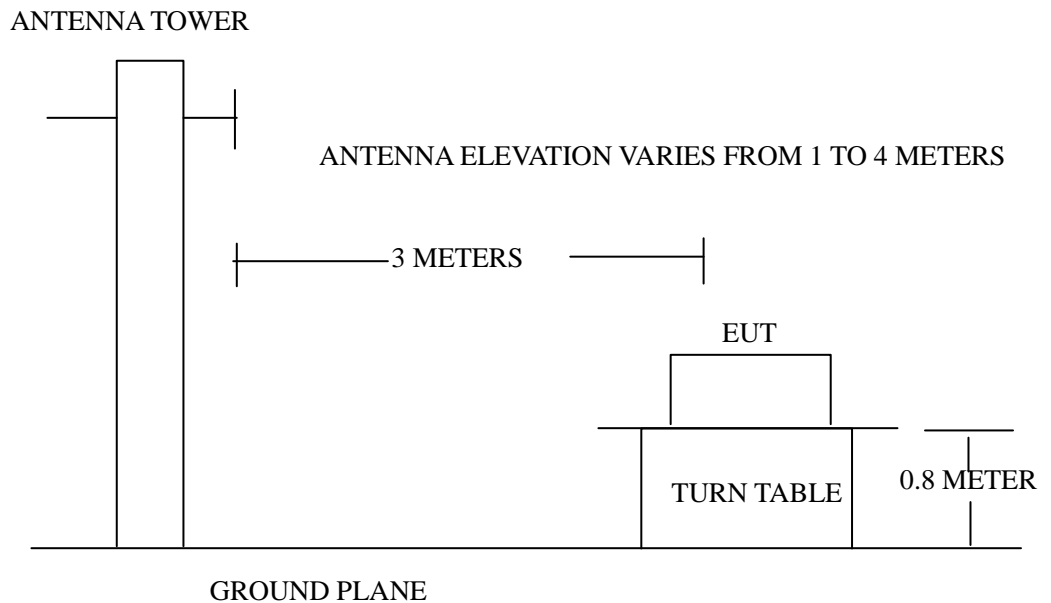 ANTENNA TOWER
ANTENNA ELEVATION VARIES FROM 1 TO 4 METERS
3 METERS
EUT
TURN TABLE
0.8 METER
GROUND PLANE